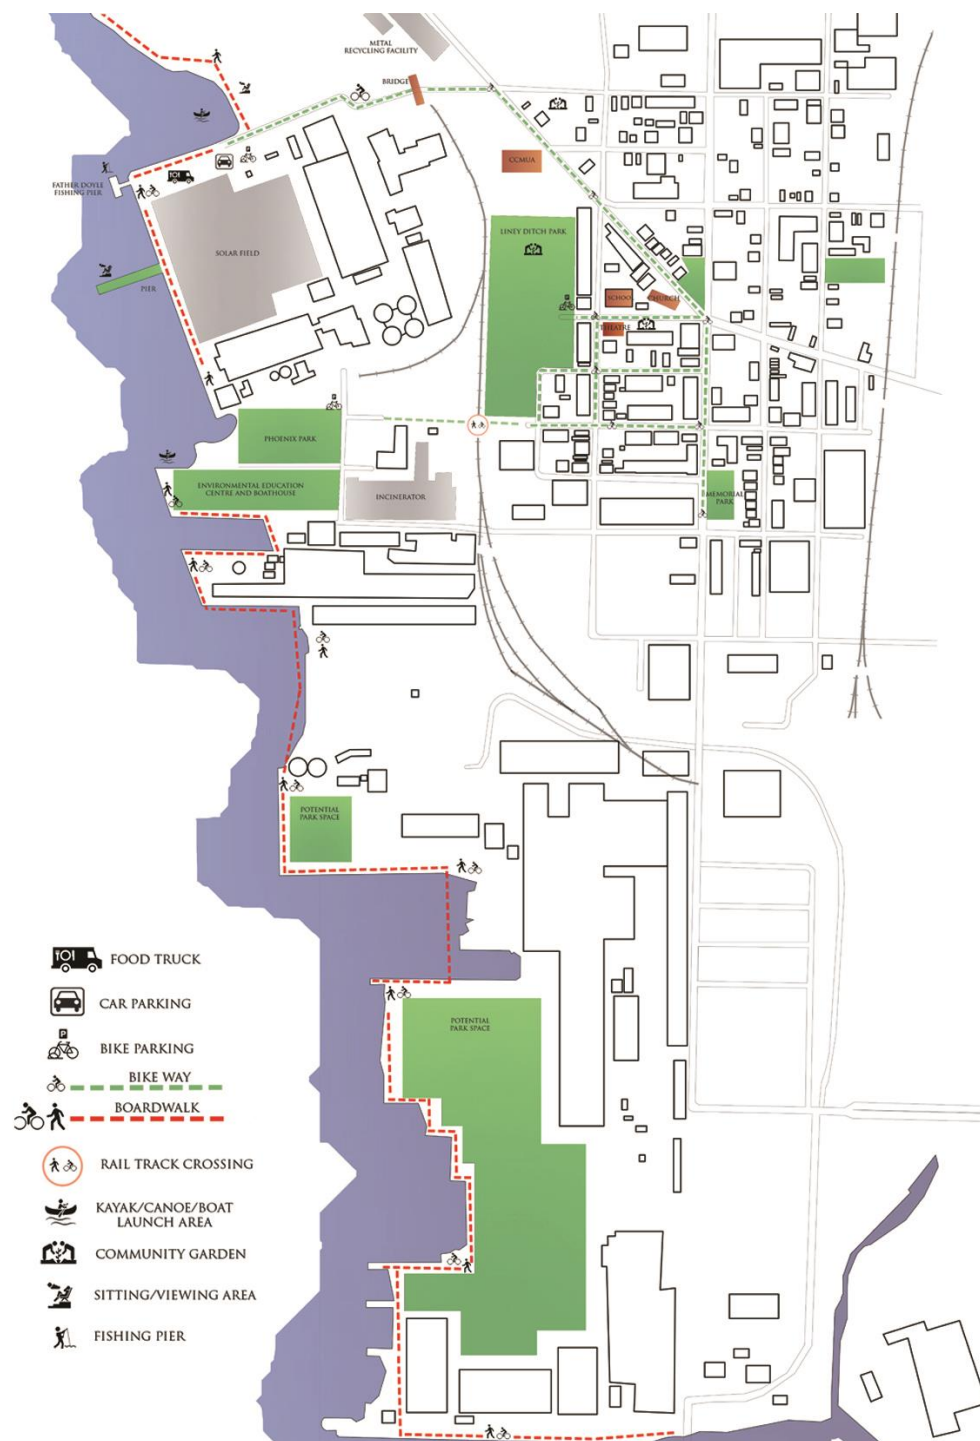 METAL
RECYCLING FACILITY
BRIDGE
CCMUA
FATHER DOYLE
FISHING PIER
SOLAR FIELD
LINEY DITCH PARK
PIER
SCHOOL
CHURCH
THEATRE
PHOENIX PARK
ENVIRONMENTAL EDUCATION
CENTRE AND BOATHOUSE
INCINERATOR
MEMORIAL
PARK
POTENTIAL
PARK SPACE
POTENTIAL
PARK SPACE
FOOD TRUCK
CAR PARKING
P
BIKE PARKING
BIKE WAY
BOARDWALK
RAIL TRACK CROSSING
KAYAK/CANOE/BOAT
LAUNCH AREA
COMMUNITY GARDEN
SITTING/VIEWING AREA
FISHING PIER